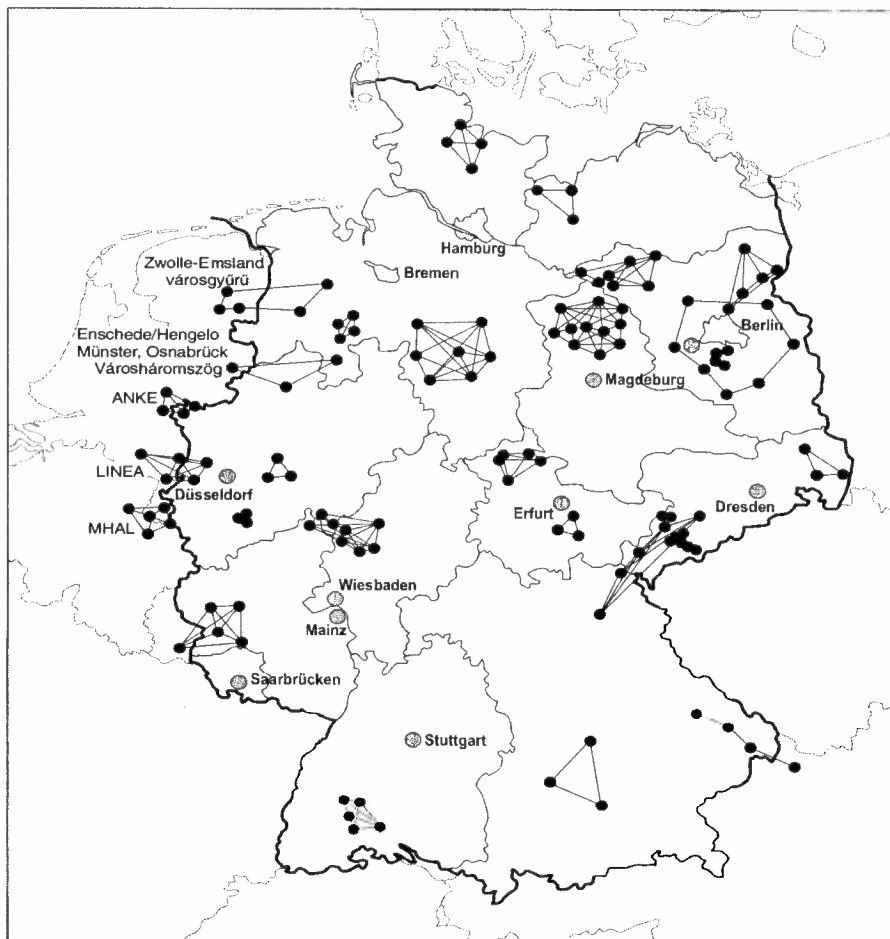 Hamburg
Zwolle-Emsland
városgyűrű
Bremen
Enschede/Hengelo
Münster, Osnabrück
Városháromszög
Berlin
Magdeburg
ANKE
LINEA
Düsseldorf
MHAL
Erfurt
Dresden
Wiesbaden
Mainz
Saarbrücken
Stuttgart